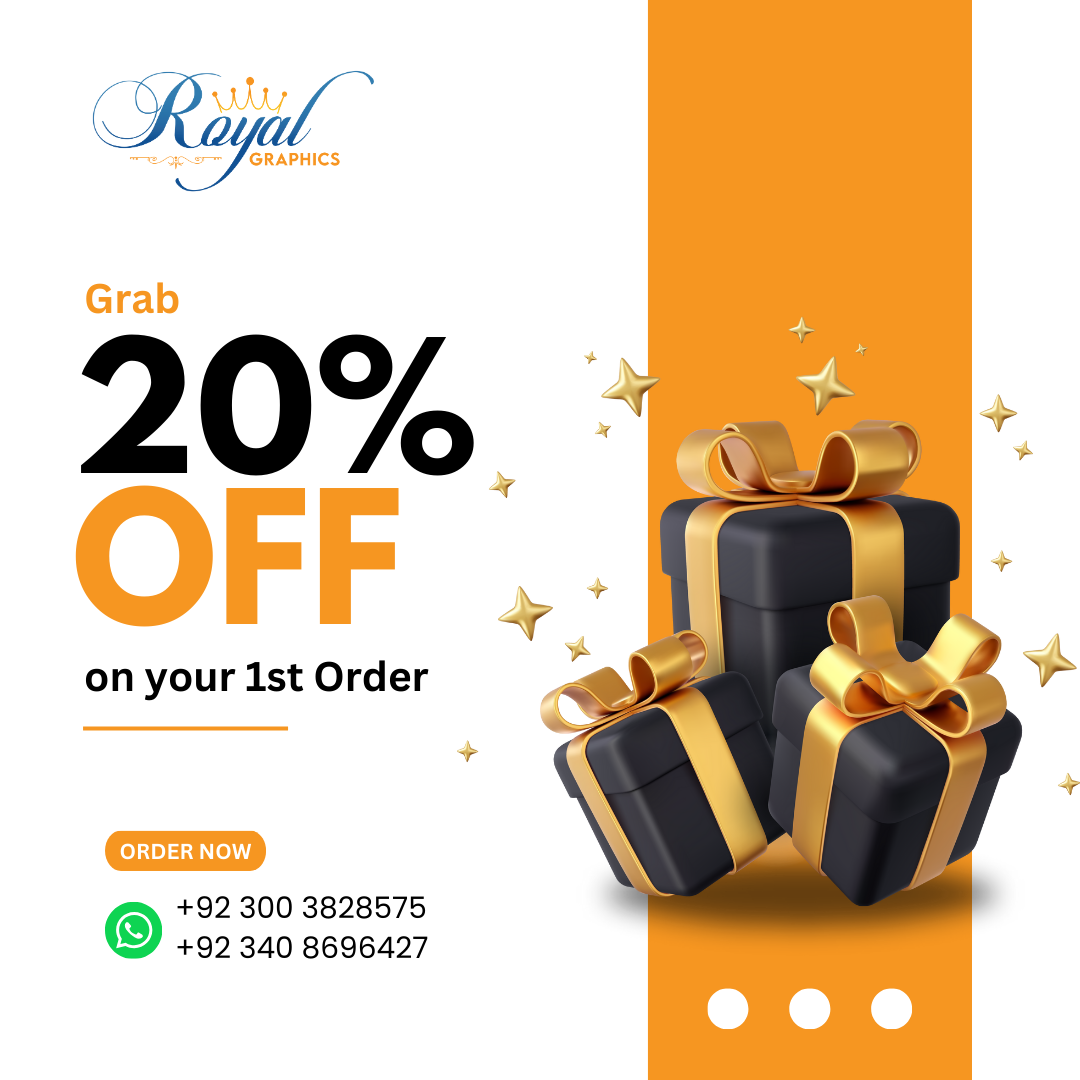 Royal
GRAPHICS
Grab
20%
OFF
on your 1st Order
ORDER NOW
+92 300 3828575
+92 340 8696427